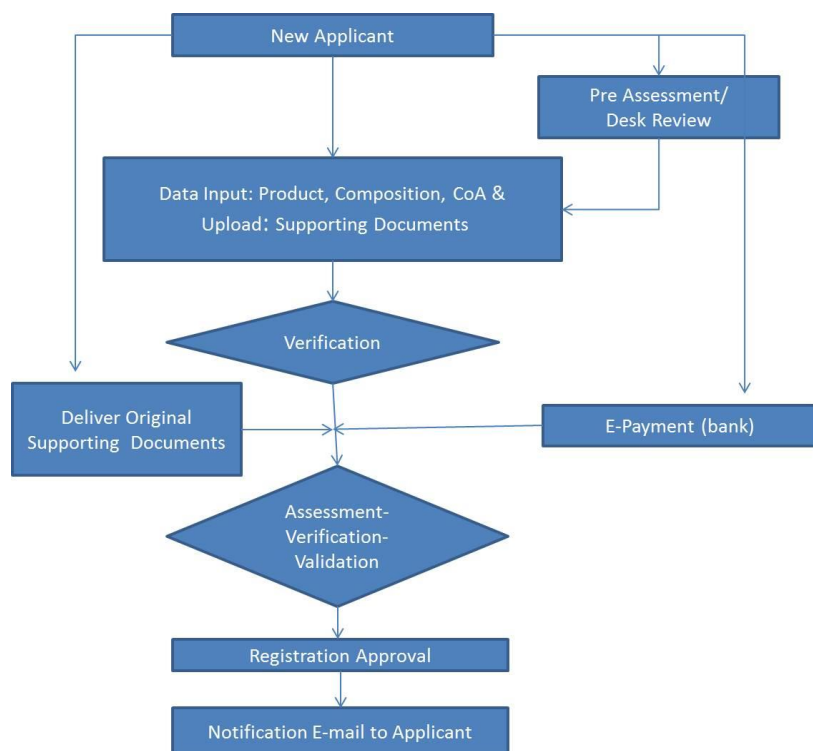 New Applicant
Pre Assessment/
Desk Review
Data Input: Product, Composition, CoA &
Upload: Supporting Documents
Verification
Deliver Original
Supporting Documents
E-Payment (bank)
Assessment-
Verification-
Validation
Registration Approval
Notification E-mail to Applicant